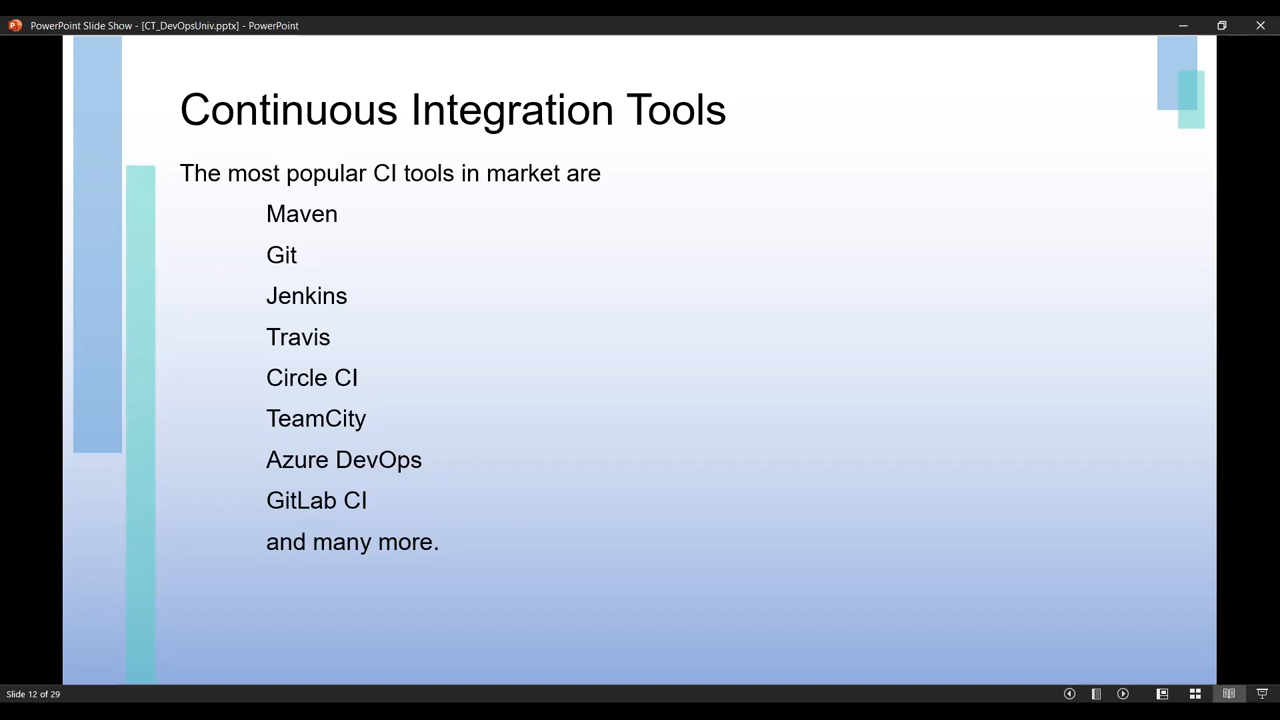 PowerPoint Slide Show - [CT_DevOpsUniv.pptx] - PowerPoint
Continuous Integration Tools
The most popular CI tools in market are
Maven
Git
Jenkins
Travis
Circle CI
TeamCity
Azure DevOps
GitLab CI
and many more.
Slide 12 of 29